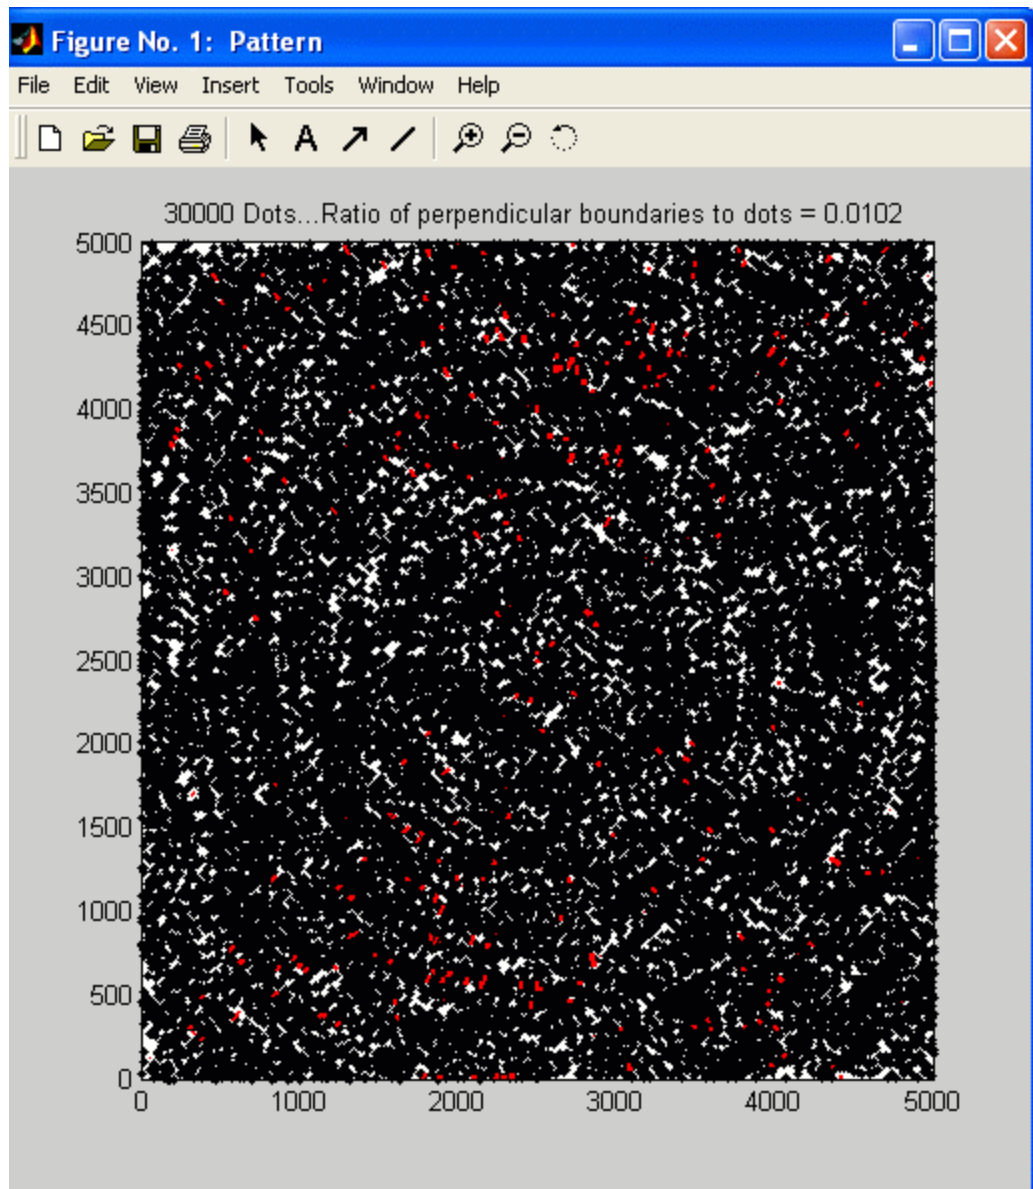 Figure No. 1: Pattern
File Edit View Insert Tools Window Help
A
30000 Dots...Ratio of perpendicular boundaries to dots = 0.0102
5000
4500
4000
3500
3000
2500
2000
1500
1000
500
0
0 1000 2000 3000 4000 5000